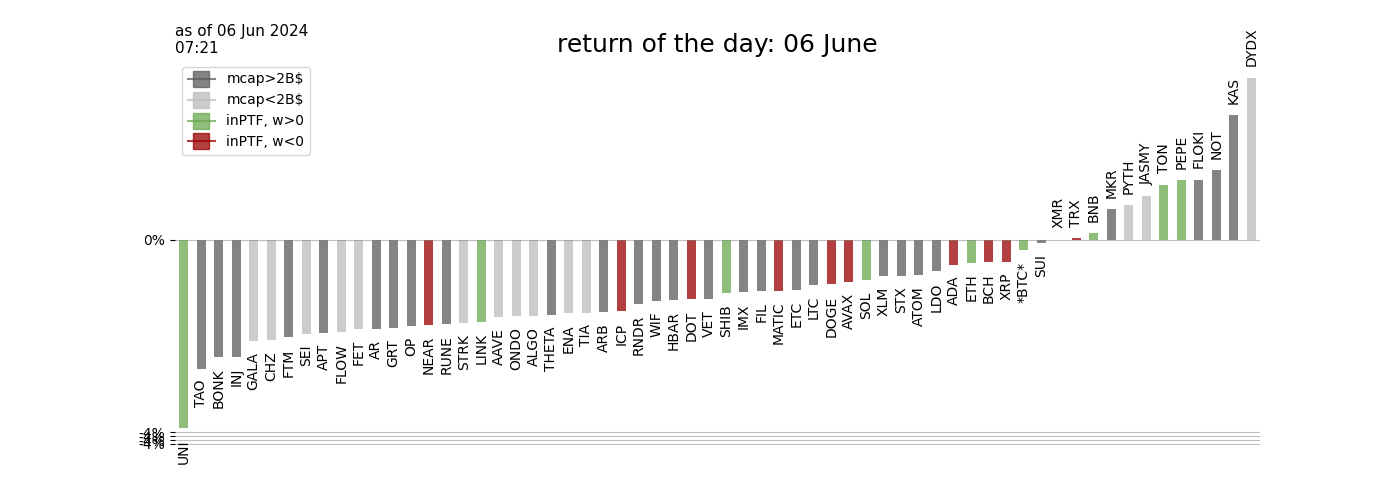 as of 06 Jun 2024
07:21
return of the day: 06 June
mcap>2B$
mcap<2B$
inPTF, w>0
inPTF, w<0
0%
-4%
-4%
UNI
TAO
BONK
INJ
GALA
CHZ
FTM
SEI
APT
FLOW
FET
AR
GRT
OP
NEAR
RUNE
STRK
LINK
AAVE
ONDO
ALGO
THETA
ENA
TIA
ARB
ICP
RNDR
WIF
HBAR
DOT
VET
SHIB
IMX
FIL
MATIC
ETC
LTC
DOGE
AVAX
SOL
XLM
STX
ATOM
LDO
ADA
ETH
BCH
XRP
*BTC*
SUI
XMR
TRX
BNB
MKR
PYTH
JASMY
TON
PEPE
FLOKI
NOT
KAS
DYDX